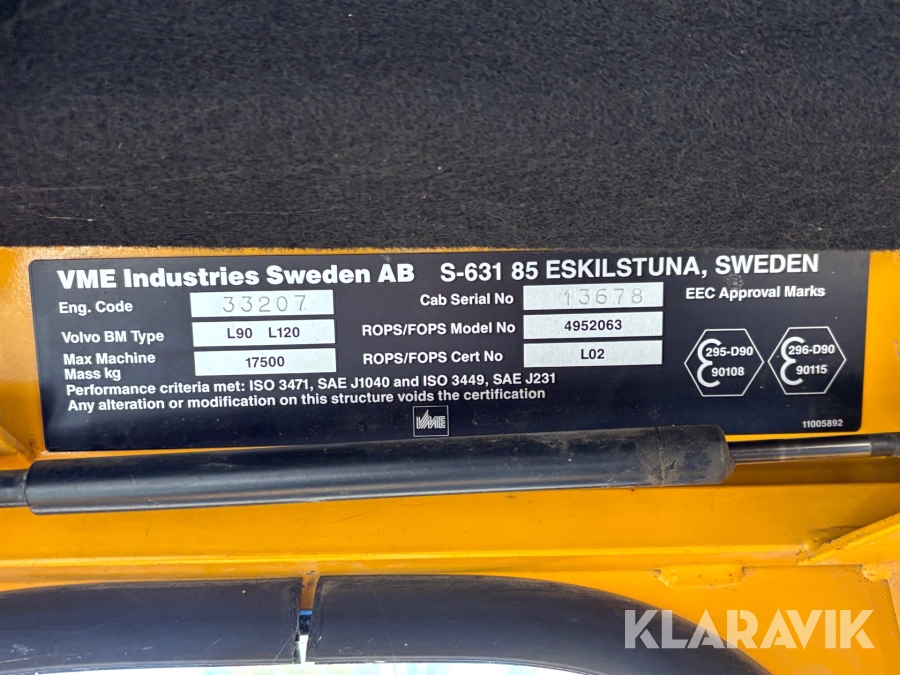 VME Industries Sweden AB S-631 85 ESKILSTUNA, SWEDEN
Eng. Code 33207 Cab Serial No 13678 EEC Approval Marks
Volvo BM Type L90 L120 ROPS/FOPS Model No 4952063
Max Machine
Mass kg 17500 ROPS/FOPS Cert No L02
295-D90
90108
296-D90
90115
Performance criteria met: ISO 3471, SAE J1040 and ISO 3449, SAE J231
Any alteration or modification on this structure voids the certification
VME
11005892
KLARAVIK